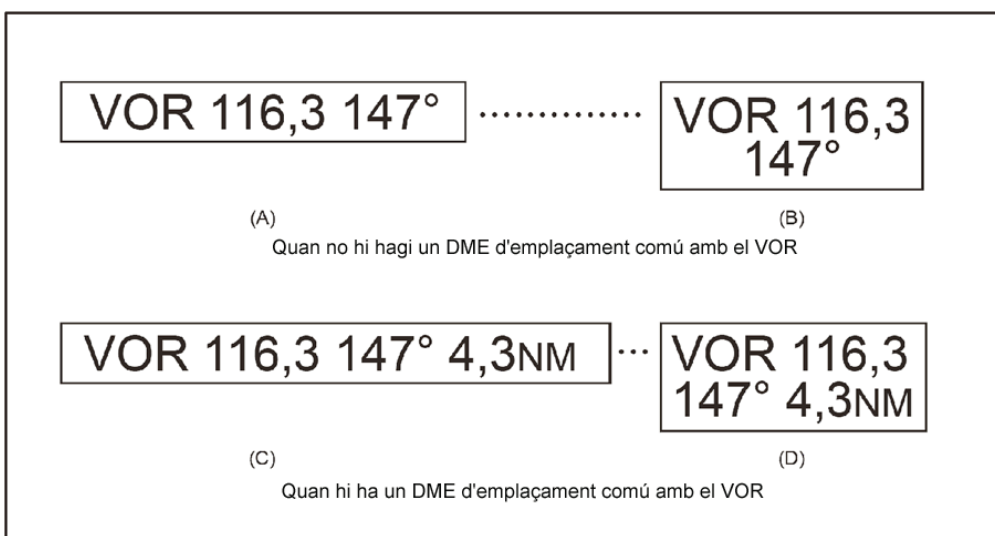 VOR 116,3 147° .............. VOR 116,3
147°
(A) (B)
Quan no hi hagi un DME d'emplaçament comú amb el VOR
VOR 116,3 147° 4,3NM ... VOR 116,3
147° 4,3NM
(C) (D)
Quan hi ha un DME d'emplaçament comú amb el VOR